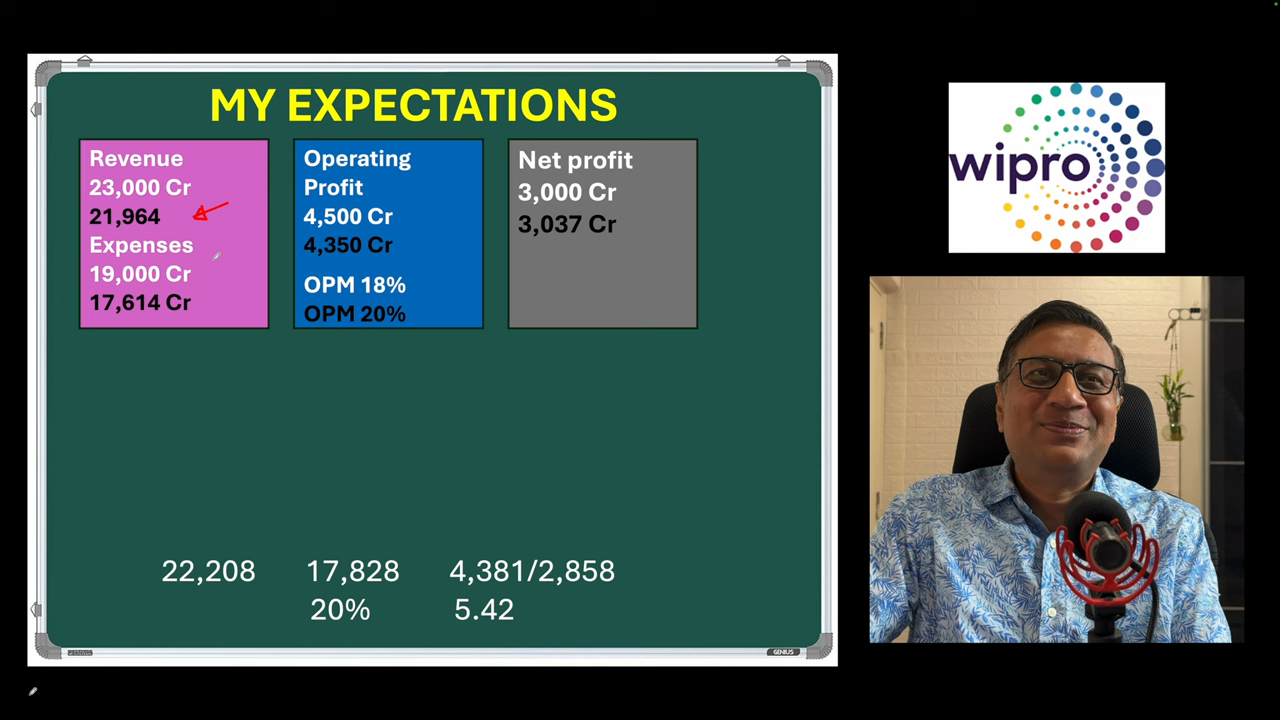 MY EXPECTATIONS
Revenue
23,000 Cr
21,964
Expenses
19,000 Cr
17,614 Cr
Operating
Profit
4,500 Cr
4,350 Cr
OPM 18%
OPM 20%
Net profit
3,000 Cr
3,037 Cr
22,208 17,828 4,381/2,858
20% 5.42
GENIUS
wipro